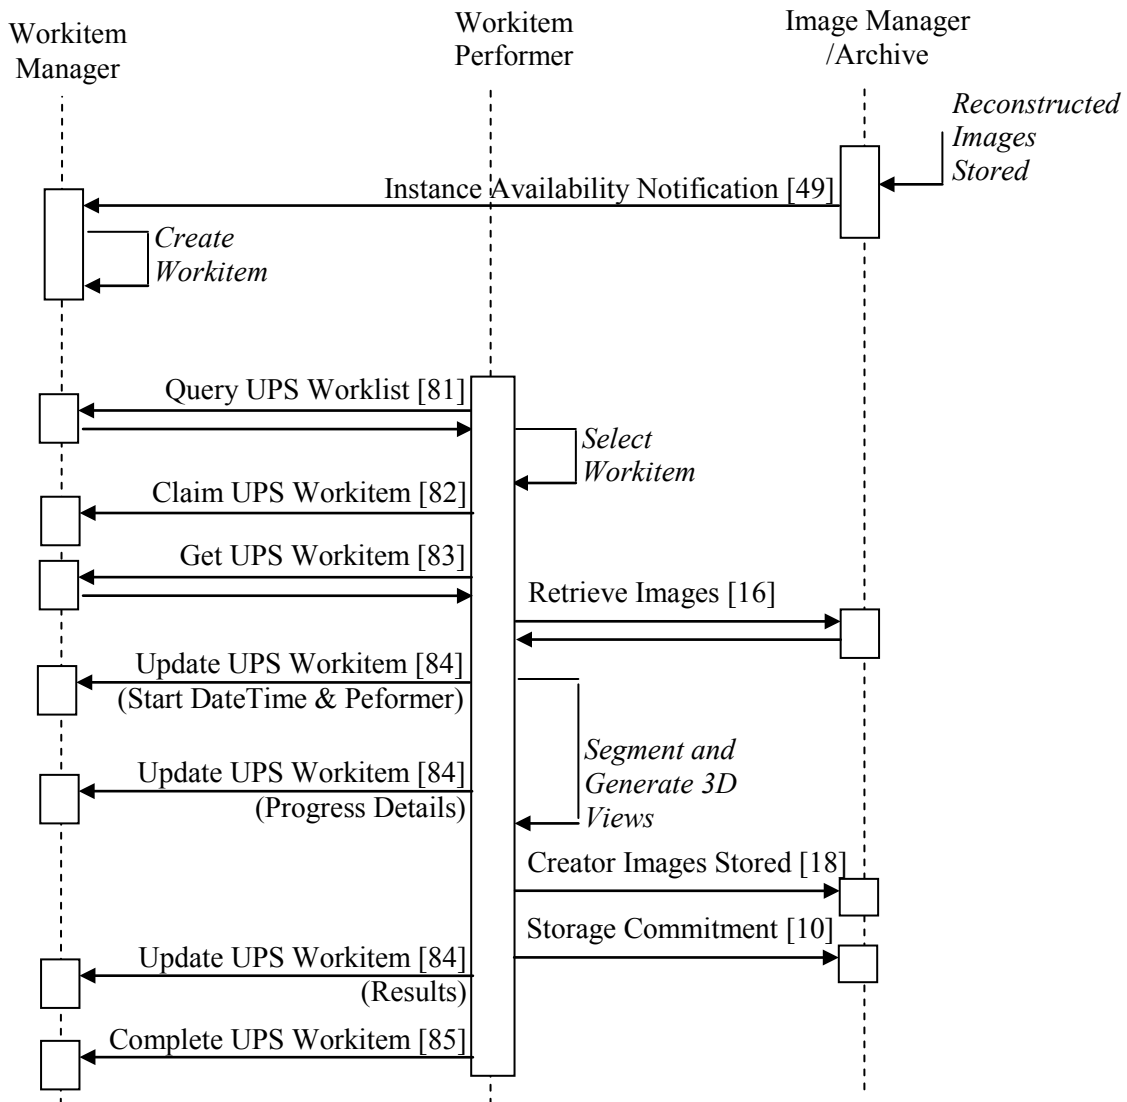 Workitem
Manager
Workitem
Performer
Image Manager
/Archive
Reconstructed
Images
Stored
Instance Availability Notification [49]
Create
Workitem
Query UPS Worklist [81]
Select
Workitem
Claim UPS Workitem [82]
Get UPS Workitem [83]
Retrieve Images [16]
Update UPS Workitem [84]
(Start DateTime & Peformer)
Segment and
Generate 3D
Views
Update UPS Workitem [84]
(Progress Details)
Creator Images Stored [18]
Storage Commitment [10]
Update UPS Workitem [84]
(Results)
Complete UPS Workitem [85]